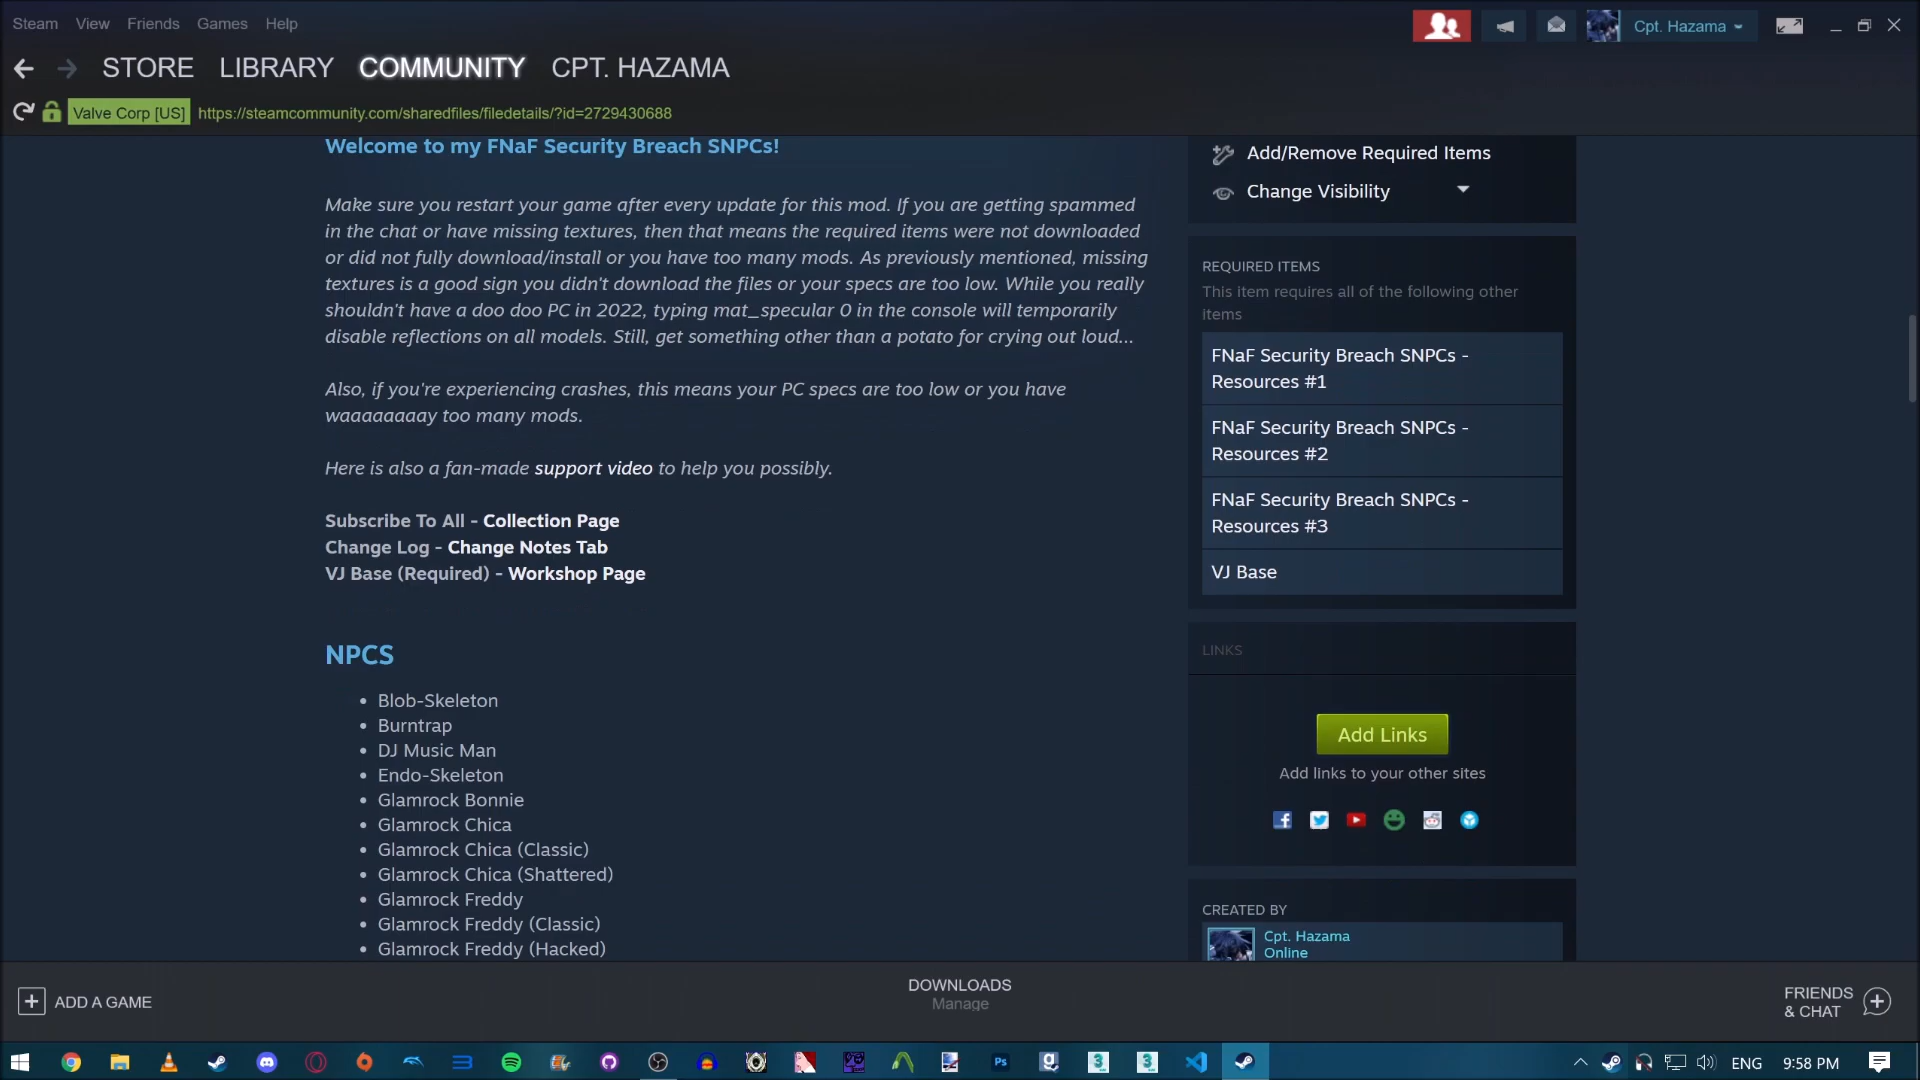 Steam View Friends Games Help
Cpt. Hazama
STORE LIBRARY COMMUNITY CPT. HAZAMA
Valve Corp [US] https://steamcommunity.com/sharedfiles/filedetails/?id=2729430688
Welcome to my FNaF Security Breach SNPCs!
Make sure you restart your game after every update for this mod. If you are getting spammed
in the chat or have missing textures, then that means the required items were not downloaded
or did not fully download/install or you have too many mods. As previously mentioned, missing
textures is a good sign you didn't download the files or your specs are too low. While you really
shouldn't have a doo doo PC in 2022, typing mat_specular 0 in the console will temporarily
disable reflections on all models. Still, get something other than a potato for crying out loud...
Also, if you're experiencing crashes, this means your PC specs are too low or you have
waaaaaaaay too many mods.
Here is also a fan-made support video to help you possibly.
Subscribe To All - Collection Page
Change Log - Change Notes Tab
VJ Base (Required) - Workshop Page
NPCS
• Blob-Skeleton
• Burntrap
• DJ Music Man
• Endo-Skeleton
• Glamrock Bonnie
• Glamrock Chica
• Glamrock Chica (Classic)
• Glamrock Chica (Shattered)
• Glamrock Freddy
• Glamrock Freddy (Classic)
• Glamrock Freddy (Hacked)
Add/Remove Required Items
Change Visibility
REQUIRED ITEMS
This item requires all of the following other
items
FNaF Security Breach SNPCs -
Resources #1
FNaF Security Breach SNPCs -
Resources #2
FNaF Security Breach SNPCs -
Resources #3
VJ Base
LINKS
Add Links
Add links to your other sites
CREATED BY
Cpt. Hazama
Online
ADD A GAME
DOWNLOADS
Manage
FRIENDS
& CHAT
Ps
ENG 9:58 PM